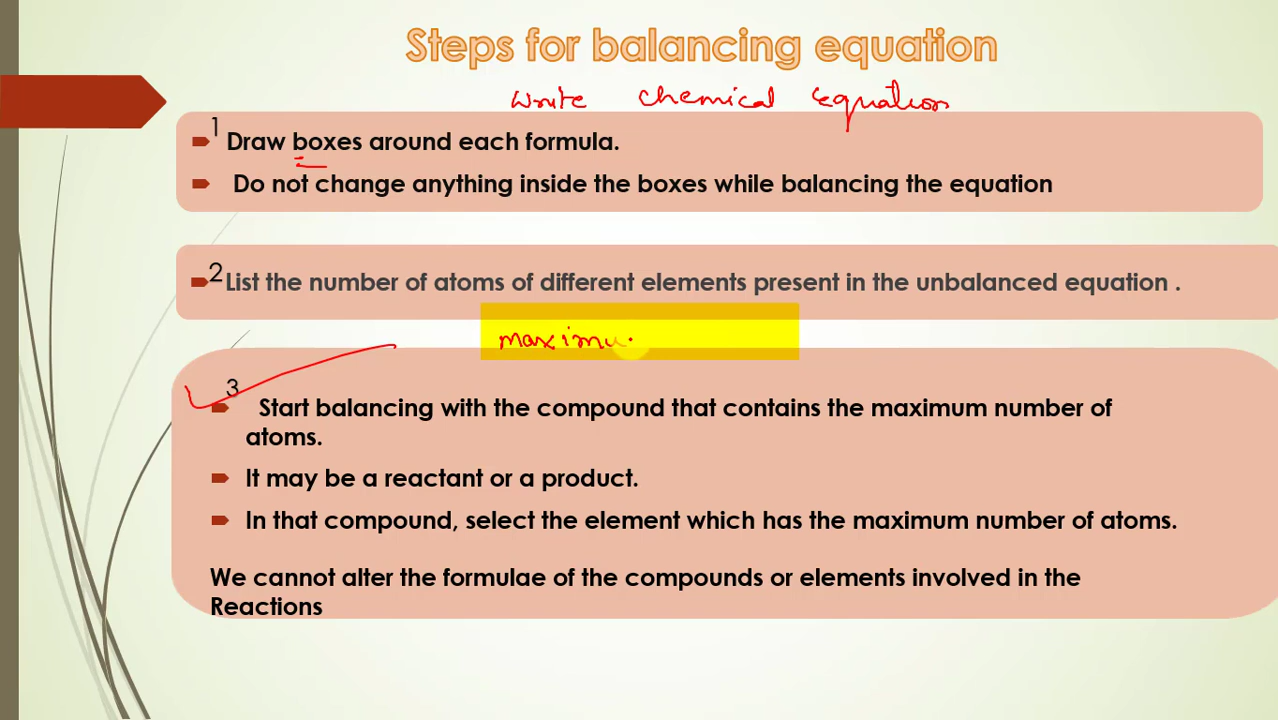 Steps for balancing equation
write chemical equation
1
Draw boxes around each formula.
Do not change anything inside the boxes while balancing the equation
2
List the number of atoms of different elements present in the unbalanced equation .
maximu
3
Start balancing with the compound that contains the maximum number of
atoms.
It may be a reactant or a product.
In that compound, select the element which has the maximum number of atoms.
We cannot alter the formulae of the compounds or elements involved in the
Reactions